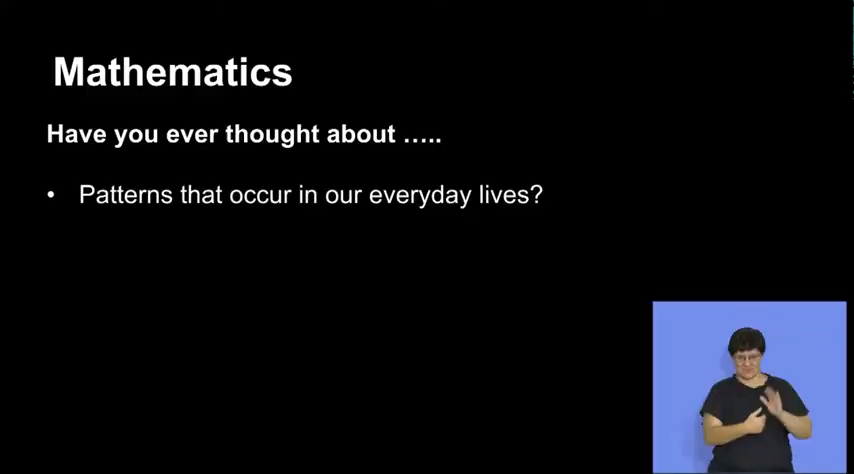 Mathematics
Have you ever thought about …..
• Patterns that occur in our everyday lives?